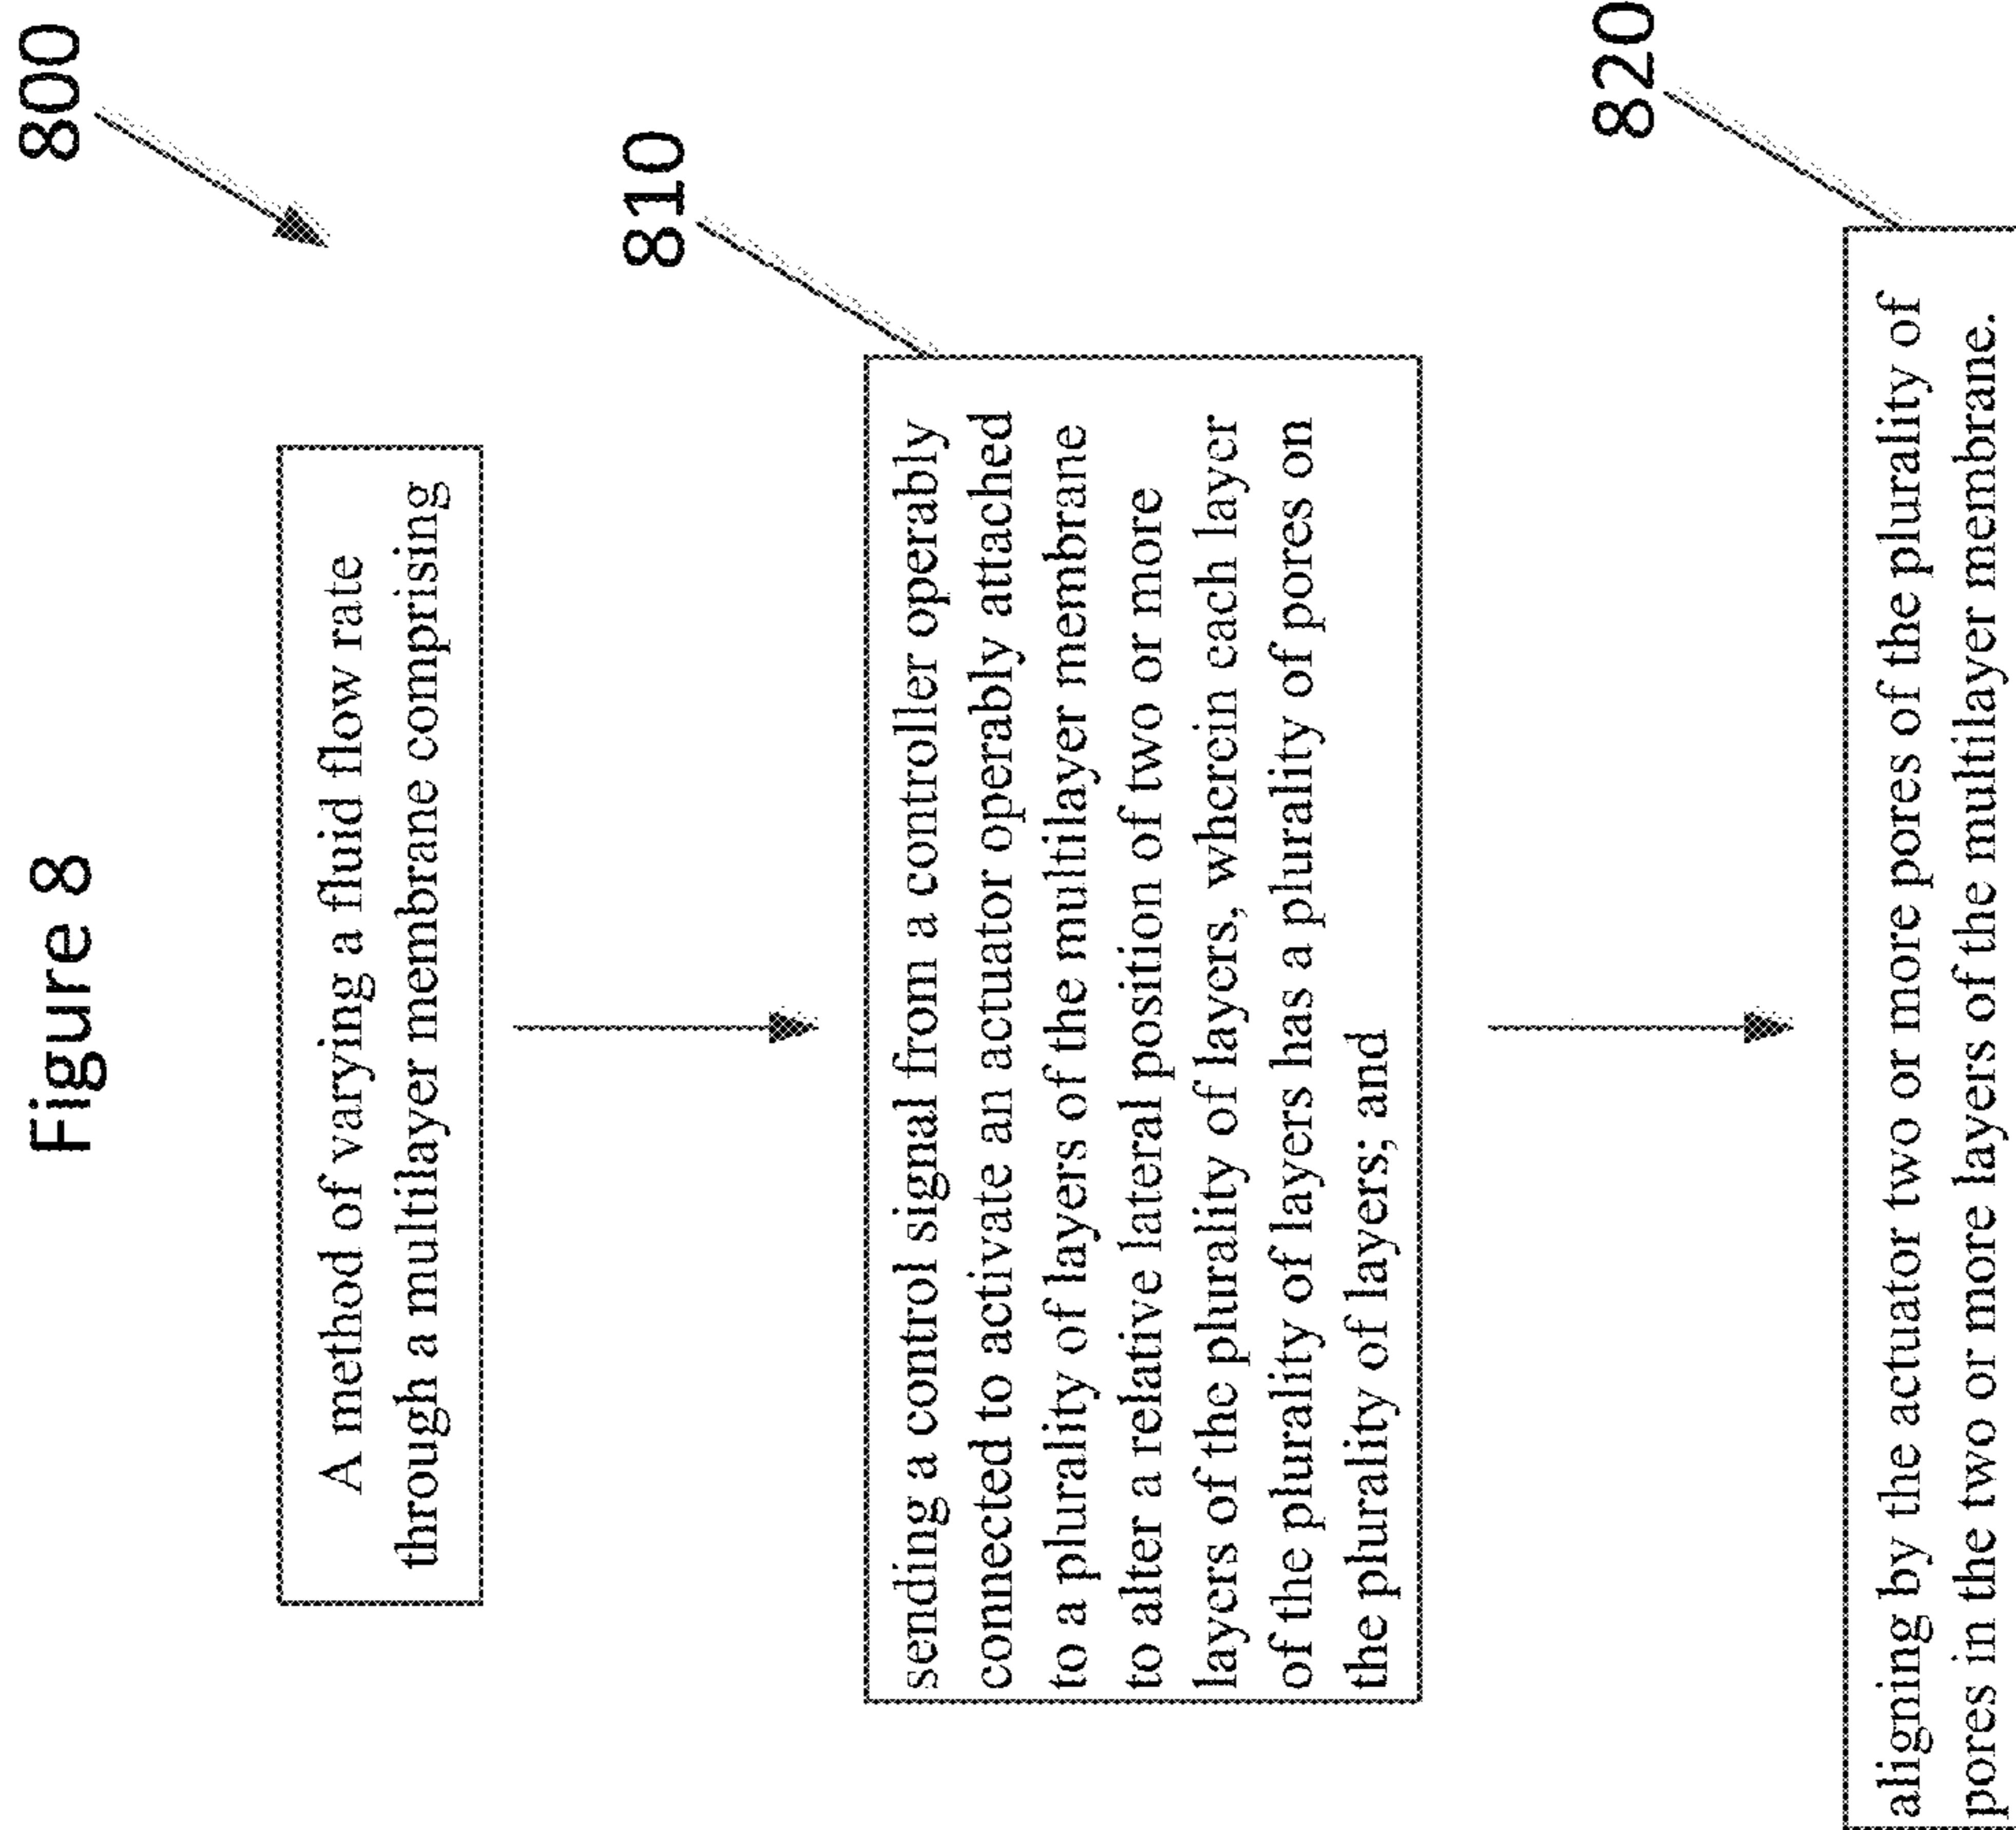 Figure 8
800
A method of varying a fluid flow rate
through a multilayer membrane comprising
810
sending a control signal from a controller operably
connected to activate an actuator operably attached
to a plurality of layers of the multilayer membrane
to alter a relative lateral position of two or more
layers of the plurality of layers, wherein each layer
of the plurality of layers has a plurality of pores on
the plurality of layers; and
820
aligning by the actuator two or more pores of the plurality of
pores in the two or more layers of the multilayer membrane.